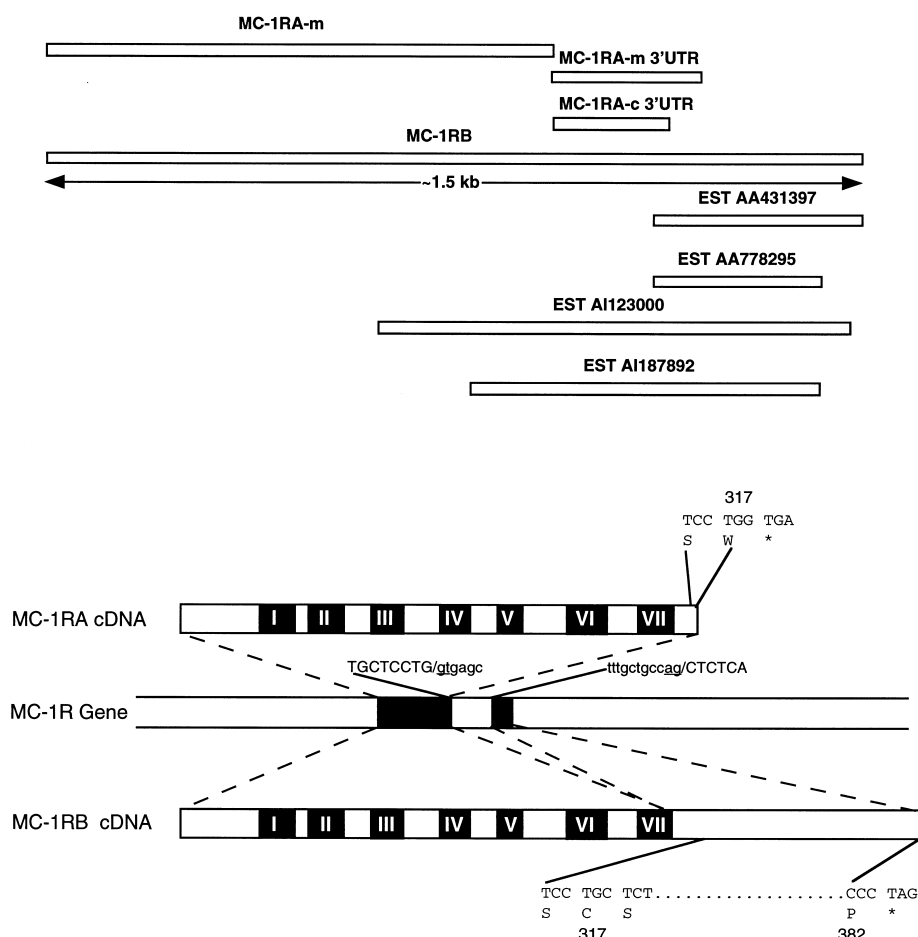 MC-1RA-m
MC-1RA-m 3'UTR
MC-1RA-c 3'UTR
MC-1RB
~1.5 kb
EST AA431397
EST AA778295
EST AI123000
EST AI187892
317
TCC TGG TGA
S W *
MC-1RA cDNA
I II III IV V VI VII
TGCTCCTG/gtgagc
tttgctgccag/CTCTCA
MC-1R Gene
MC-1RB cDNA
I II III IV V VI VII
TCC TGC TCT...................CCC TAG
S C S P *
317 382